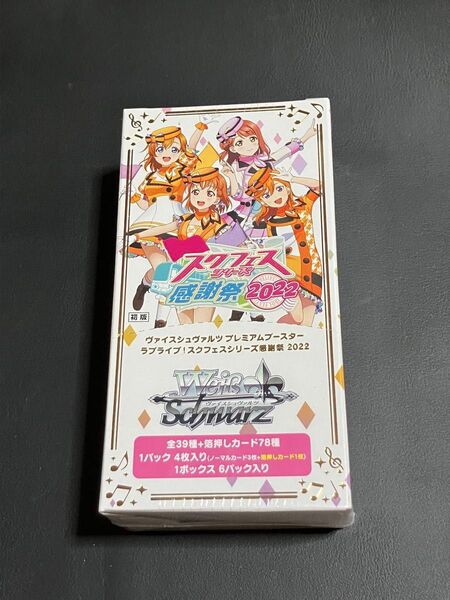 スクフェス
シリーズ
感謝祭 2022
初版
ヴァイスシュヴァルツ プレミアムブースター
ラブライブ！スクフェスシリーズ感謝祭 2022
Weiß
ヴァイスシュヴァルツ
Schwarz
全39種+箔押しカード78種
1パック 4枚入り(ノーマルカード3枚+箔押しカード1枚)
1ボックス 6パック入り